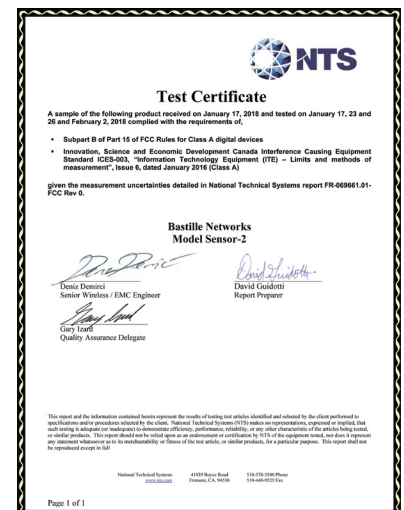 NTS
Test Certificate
A sample of the following product received on January 17, 2018 and tested on January 17, 23 and
26 and February 2, 2018 complied with the requirements of,
• Subpart B of Part 15 of FCC Rules for Class A digital devices
• Innovation, Science and Economic Development Canada Interference Causing Equipment
Standard ICES-003, “Information Technology Equipment (ITE) – Limits and methods of
measurement”, Issue 6, dated January 2016 (Class A)
given the measurement uncertainties detailed in National Technical Systems report FR-069661.01-
FCC Rev 0.
Bastille Networks
Model Sensor-2
Deniz Demirci
Senior Wireless / EMC Engineer
David Guidotti
David Guidotti
Report Preparer
Gary Izard
Quality Assurance Delegate
This report and the information contained herein represent the results of testing test articles identified and selected by the client performed to
specifications and/or procedures selected by the client. National Technical Systems (NTS) makes no representations, expressed or implied, that
such testing is adequate (or inadequate) to demonstrate efficiency, performance, reliability, or any other characteristic of the articles being tested,
or similar products. This report should not be relied upon as an endorsement or certification by NTS of the equipment tested, nor does it represent
any statement whatsoever as to its merchantability or fitness of the test article, or similar products, for a particular purpose. This report shall not
be reproduced except in full
National Technical Systems 41039 Boyce Road 510-578-3500 Phone
www.nts.com Fremont, CA. 94538 510-440-9525 Fax
Page 1 of 1